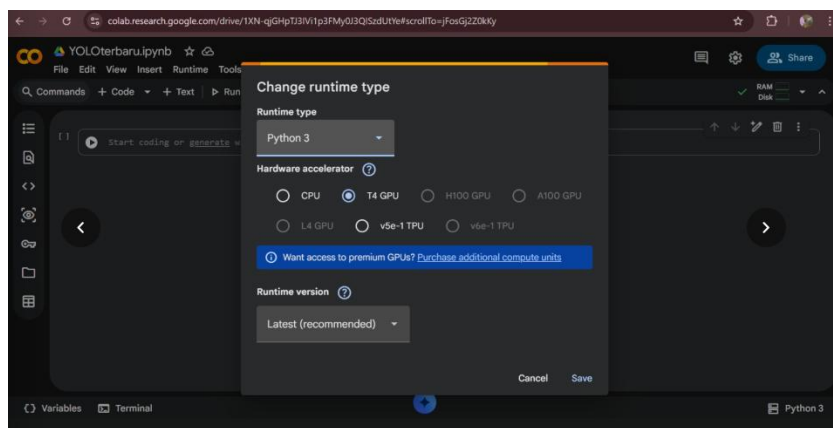 colab.research.google.com/drive/1XN-qjGHpTJ3IVi1p3FMy0J3QISzdUtYe#scrollTo=jFosGj2Z0kKy
YOLOterbaru.ipynb
Share
File Edit View Insert Runtime Tools
Commands + Code + Text Run
RAM
Disk
Change runtime type
Runtime type
Python 3
[ ] Start coding or generate w
Hardware accelerator
CPU T4 GPU H100 GPU A100 GPU
L4 GPU v5e-1 TPU v6e-1 TPU
Want access to premium GPUs? Purchase additional compute units
Runtime version
Latest (recommended)
Cancel Save
Variables Terminal Python 3